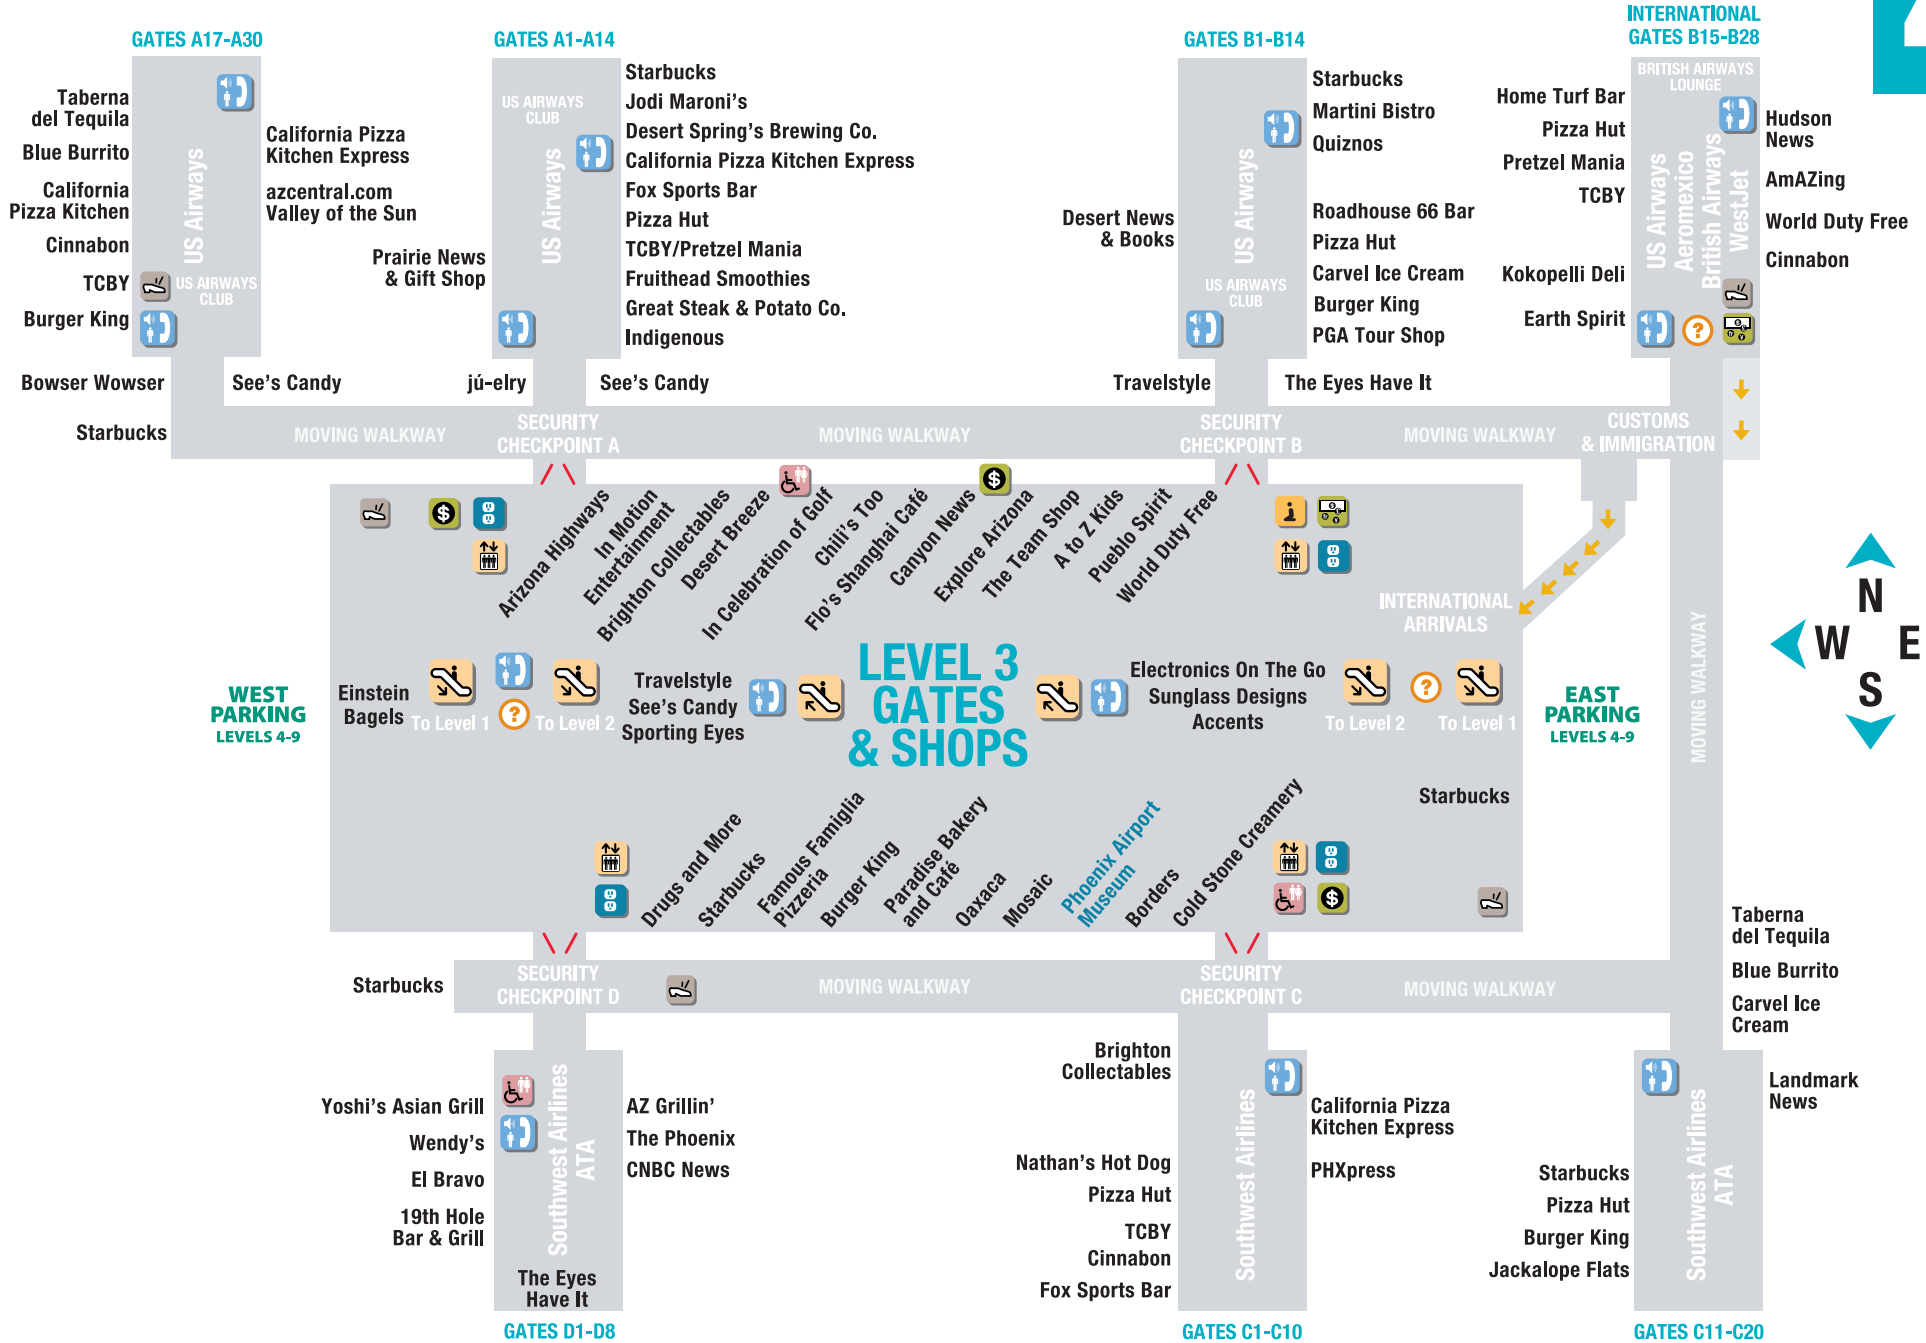 GATES A17-A30
Taberna
del Tequila
Blue Burrito
California
Pizza Kitchen
Cinnabon
TCBY
Burger King
US Airways
US AIRWAYS
CLUB
California Pizza
Kitchen Express
azcentral.com
Valley of the Sun
Bowser Wowser
See's Candy
Starbucks
GATES A1-A14
US AIRWAYS
CLUB
US Airways
Prairie News
& Gift Shop
Starbucks
Jodi Maroni's
Desert Spring's Brewing Co.
California Pizza Kitchen Express
Fox Sports Bar
Pizza Hut
TCBY/Pretzel Mania
Fruithead Smoothies
Great Steak & Potato Co.
Indigenous
jú-elry
See's Candy
GATES B1-B14
US Airways
US AIRWAYS
CLUB
Desert News
& Books
Starbucks
Martini Bistro
Quiznos
Roadhouse 66 Bar
Pizza Hut
Carvel Ice Cream
Burger King
PGA Tour Shop
Travelstyle
The Eyes Have It
INTERNATIONAL
GATES B15-B28
BRITISH AIRWAYS
LOUNGE
Home Turf Bar
Pizza Hut
Pretzel Mania
TCBY
Kokopelli Deli
Earth Spirit
US Airways
Aeromexico
British Airways
WestJet
?
Hudson
News
AmAZing
World Duty Free
Cinnabon
MOVING WALKWAY
SECURITY
CHECKPOINT A
MOVING WALKWAY
SECURITY
CHECKPOINT B
MOVING WALKWAY
CUSTOMS
& IMMIGRATION
$
Arizona Highways
In Motion
Entertainment
Brighton Collectables
Desert Breeze
In Celebration of Golf
Chili's Too
Flo's Shanghai Café
Canyon News
$
Explore Arizona
The Team Shop
A to Z Kids
Pueblo Spirit
World Duty Free
i
INTERNATIONAL
ARRIVALS
N
W E
S
WEST
PARKING
LEVELS 4-9
Einstein
Bagels
To Level 1
?
To Level 2
Travelstyle
See's Candy
Sporting Eyes
LEVEL 3
GATES
& SHOPS
Electronics On The Go
Sunglass Designs
Accents
To Level 2
?
To Level 1
EAST
PARKING
LEVELS 4-9
MOVING WALKWAY
Starbucks
Drugs and More
Starbucks
Famous Famiglia
Pizzeria
Burger King
Paradise Bakery
and Café
Oaxaca
Mosaic
Phoenix Airport
Museum
Borders
Cold Stone Creamery
$
Starbucks
SECURITY
CHECKPOINT D
MOVING WALKWAY
SECURITY
CHECKPOINT C
MOVING WALKWAY
Taberna
del Tequila
Blue Burrito
Carvel Ice
Cream
Yoshi's Asian Grill
Wendy's
El Bravo
19th Hole
Bar & Grill
Southwest Airlines
ATA
The Eyes
Have It
AZ Grillin'
The Phoenix
CNBC News
GATES D1-D8
Brighton
Collectables
Nathan's Hot Dog
Pizza Hut
TCBY
Cinnabon
Fox Sports Bar
Southwest Airlines
California Pizza
Kitchen Express
PHXpress
GATES C1-C10
Starbucks
Pizza Hut
Burger King
Jackalope Flats
Southwest Airlines
ATA
Landmark
News
GATES C11-C20